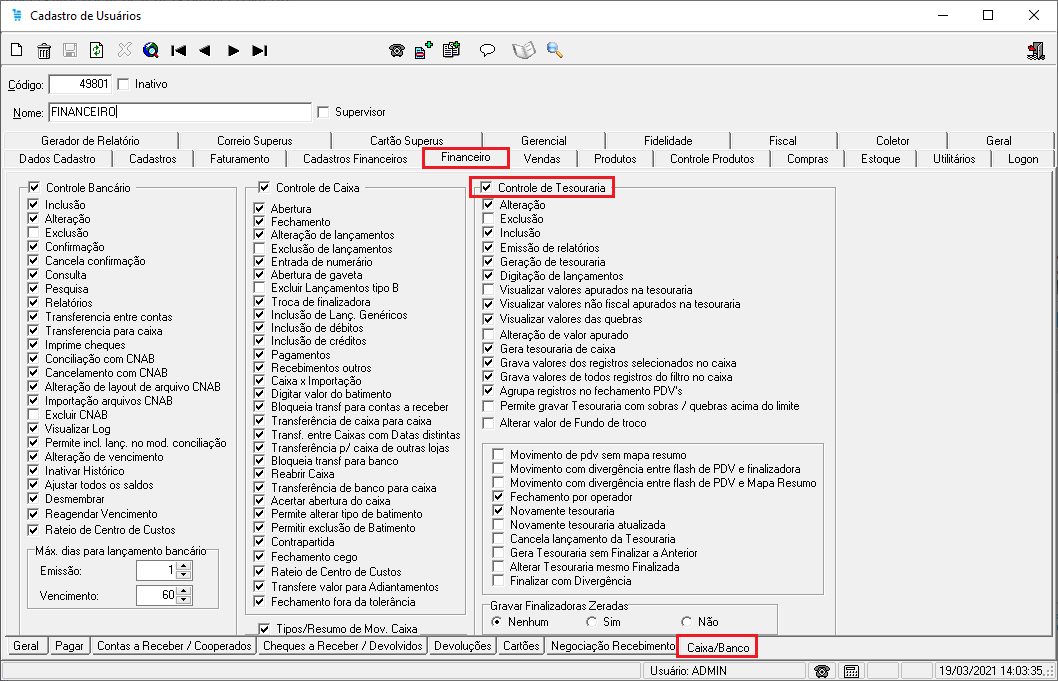 Cadastro de Usuários
Código: 49801 Inativo
Nome: FINANCEIRO Supervisor
Gerador de Relatório Correio Superus Cartão Superus Gerencial Fidelidade Fiscal Coletor Geral
Dados Cadastro Cadastros Faturamento Cadastros Financeiros Financeiro Vendas Produtos Controle Produtos Compras Estoque Utilitários Logon
Controle Bancário
Inclusão
Alteração
Exclusão
Confirmação
Cancela confirmação
Consulta
Pesquisa
Relatórios
Transferencia entre contas
Transferencia para caixa
Imprime cheques
Conciliação com CNAB
Cancelamento com CNAB
Alteração de layout de arquivo CNAB
Importação arquivos CNAB
Excluir CNAB
Visualizar Log
Permite incl. lanç. no mod. conciliação
Alteração de vencimento
Inativar Histórico
Ajustar todos os saldos
Desmembrar
Reagendar Vencimento
Rateio de Centro de Custos
Máx. dias para lançamento bancário
Emissão: 1
Vencimento: 60
Controle de Caixa
Abertura
Fechamento
Alteração de lançamentos
Exclusão de lançamentos
Entrada de numerário
Abertura de gaveta
Excluir Lançamentos tipo B
Troca de finalizadora
Inclusão de Lanç. Genéricos
Inclusão de débitos
Inclusão de créditos
Pagamentos
Recebimentos outros
Caixa x Importação
Digitar valor do batimento
Bloqueia transf para contas a receber
Transferência de caixa para caixa
Transf. entre Caixas com Datas distintas
Transferência p/ caixa de outras lojas
Bloqueia transf para banco
Reabrir Caixa
Transferência de banco para caixa
Acertar abertura do caixa
Permite alterar tipo de batimento
Permitir exclusão de Batimento
Contrapartida
Fechamento cego
Rateio de Centro de Custos
Transfere valor para Adiantamentos
Fechamento fora da tolerância
Tipos/Resumo de Mov. Caixa
Controle de Tesouraria
Alteração
Exclusão
Inclusão
Emissão de relatórios
Geração de tesouraria
Digitação de lançamentos
Visualizar valores apurados na tesouraria
Visualizar valores não fiscal apurados na tesouraria
Visualizar valores das quebras
Alteração de valor apurado
Gera tesouraria de caixa
Grava valores dos registros selecionados no caixa
Grava valores de todos registros do filtro no caixa
Agrupa registros no fechamento PDV's
Permite gravar Tesouraria com sobras / quebras acima do limite
Alterar valor de Fundo de troco
Movimento de pdv sem mapa resumo
Movimento com divergência entre flash de PDV e finalizadora
Movimento com divergência entre flash de PDV e Mapa Resumo
Fechamento por operador
Novamente tesouraria
Novamente tesouraria atualizada
Cancela lançamento da Tesouraria
Gera Tesouraria sem Finalizar a Anterior
Alterar Tesouraria mesmo Finalizada
Finalizar com Divergência
Gravar Finalizadoras Zeradas
Nenhum Sim Não
Geral Pagar Contas a Receber / Cooperados Cheques a Receber / Devolvidos Devoluções Cartões Negociação Recebimento Caixa/Banco
Usuário: ADMIN 19/03/2021 14:03:35